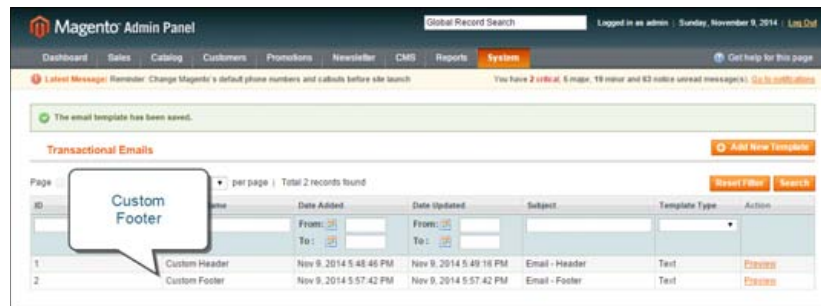 Magento Admin Panel
Global Record Search
Logged in as admin | Sunday, November 9, 2014 | Log Out
Dashboard Sales Catalog Customers Promotions Newsletter CMS Reports System
Get help for this page
Latest Message: Reminder: Change Magento's default phone numbers and callouts before site launch
You have 2 critical, 6 major, 19 minor and 63 notice unread message(s). Go to notifications
The email template has been saved.
Transactional Emails
Add New Template
Page
per page | Total 2 records found
Reset Filter Search
Custom
Footer
ID Date Added Date Updated Subject Template Type Action
From: From:
To : To :
1 Custom Header Nov 9, 2014 5:48:46 PM Nov 9, 2014 5:49:16 PM Email - Header Text Preview
2 Custom Footer Nov 9, 2014 5:57:42 PM Nov 9, 2014 5:57:42 PM Email - Footer Text Preview